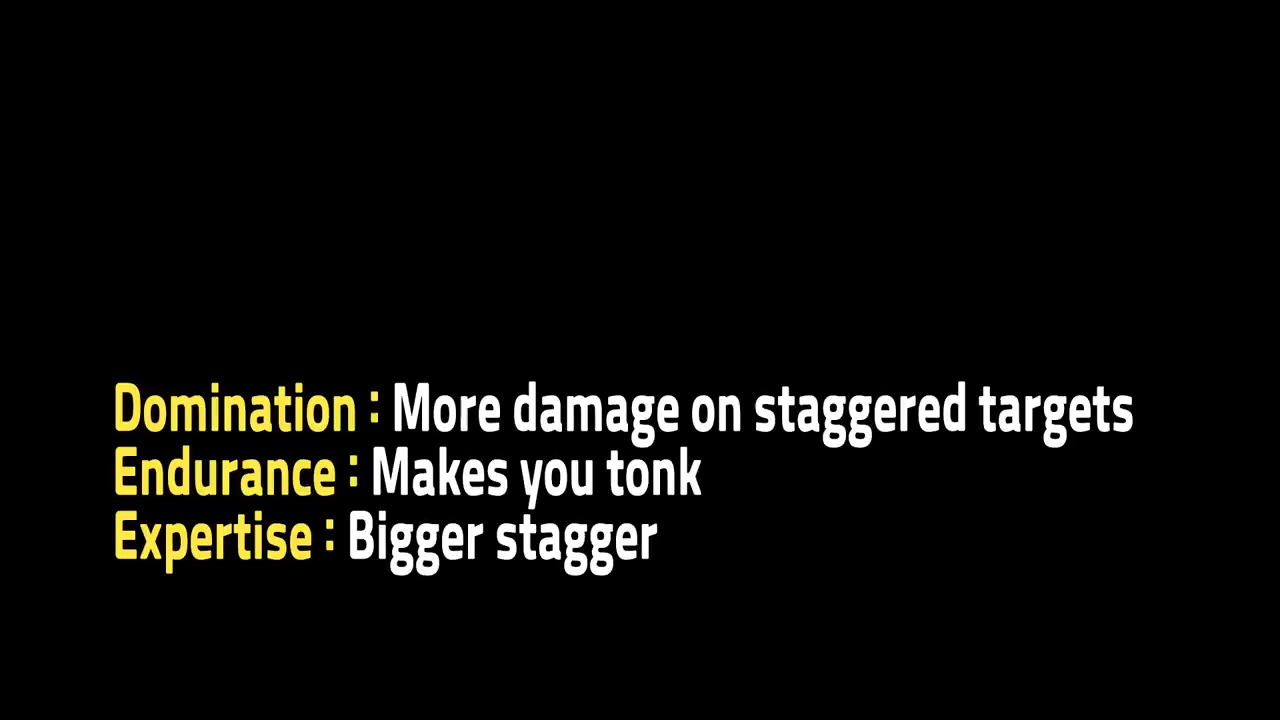 Domination : More damage on staggered targets
Endurance : Makes you tonk
Expertise : Bigger stagger